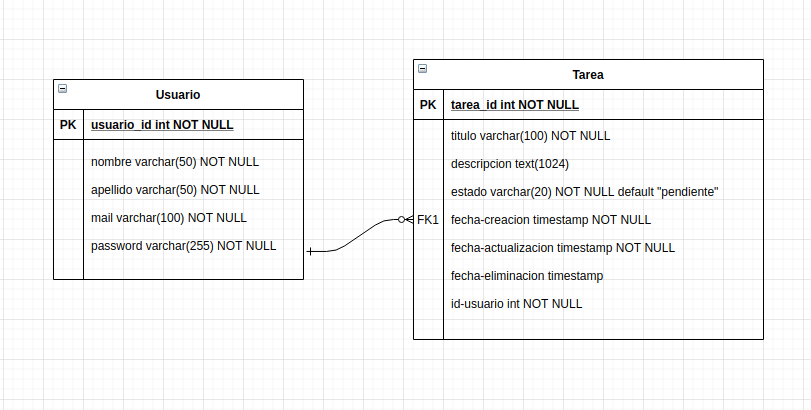 Usuario
PK usuario_id int NOT NULL
nombre varchar(50) NOT NULL
apellido varchar(50) NOT NULL
mail varchar(100) NOT NULL
password varchar(255) NOT NULL
Tarea
PK tarea_id int NOT NULL
titulo varchar(100) NOT NULL
descripcion text(1024)
estado varchar(20) NOT NULL default "pendiente"
FK1 fecha-creacion timestamp NOT NULL
fecha-actualizacion timestamp NOT NULL
fecha-eliminacion timestamp
id-usuario int NOT NULL